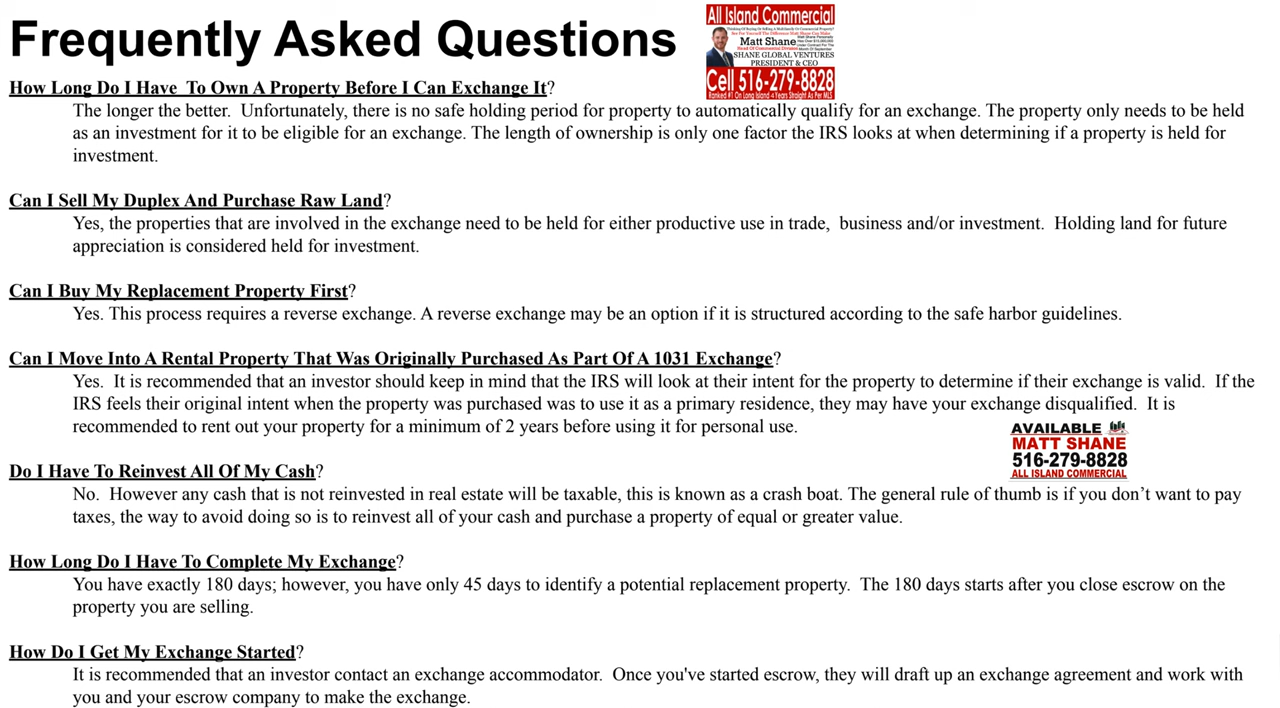 Frequently Asked Questions
All Island Commercial
Matt Shane
Head Of Commercial Division
SHANE GLOBAL VENTURES
PRESIDENT & CEO
Cell 516-279-8828
Ranked #1 On Long Island 4 Years Straight As Per MLS
How Long Do I Have To Own A Property Before I Can Exchange It?
The longer the better. Unfortunately, there is no safe holding period for property to automatically qualify for an exchange. The property only needs to be held
as an investment for it to be eligible for an exchange. The length of ownership is only one factor the IRS looks at when determining if a property is held for
investment.
Can I Sell My Duplex And Purchase Raw Land?
Yes, the properties that are involved in the exchange need to be held for either productive use in trade, business and/or investment. Holding land for future
appreciation is considered held for investment.
Can I Buy My Replacement Property First?
Yes. This process requires a reverse exchange. A reverse exchange may be an option if it is structured according to the safe harbor guidelines.
Can I Move Into A Rental Property That Was Originally Purchased As Part Of A 1031 Exchange?
Yes. It is recommended that an investor should keep in mind that the IRS will look at their intent for the property to determine if their exchange is valid. If the
IRS feels their original intent when the property was purchased was to use it as a primary residence, they may have your exchange disqualified. It is
recommended to rent out your property for a minimum of 2 years before using it for personal use.
AVAILABLE
MATT SHANE
516-279-8828
ALL ISLAND COMMERCIAL
Do I Have To Reinvest All Of My Cash?
No. However any cash that is not reinvested in real estate will be taxable, this is known as a crash boat. The general rule of thumb is if you don't want to pay
taxes, the way to avoid doing so is to reinvest all of your cash and purchase a property of equal or greater value.
How Long Do I Have To Complete My Exchange?
You have exactly 180 days; however, you have only 45 days to identify a potential replacement property. The 180 days starts after you close escrow on the
property you are selling.
How Do I Get My Exchange Started?
It is recommended that an investor contact an exchange accommodator. Once you've started escrow, they will draft up an exchange agreement and work with
you and your escrow company to make the exchange.